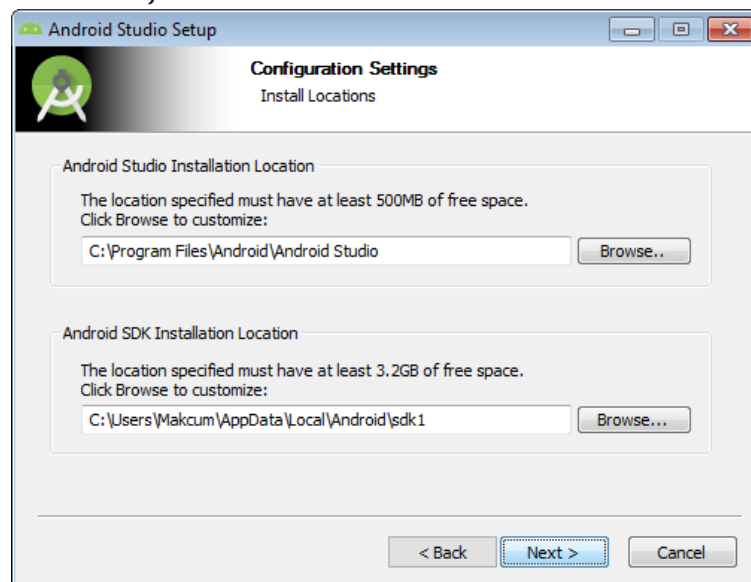 Android Studio Setup
Configuration Settings
Install Locations
Android Studio Installation Location
The location specified must have at least 500MB of free space.
Click Browse to customize:
C:\Program Files\Android\Android Studio
Browse..
Android SDK Installation Location
The location specified must have at least 3.2GB of free space.
Click Browse to customize:
C:\Users\Makcum\AppData\Local\Android\sdk1
Browse...
< Back
Next >
Cancel